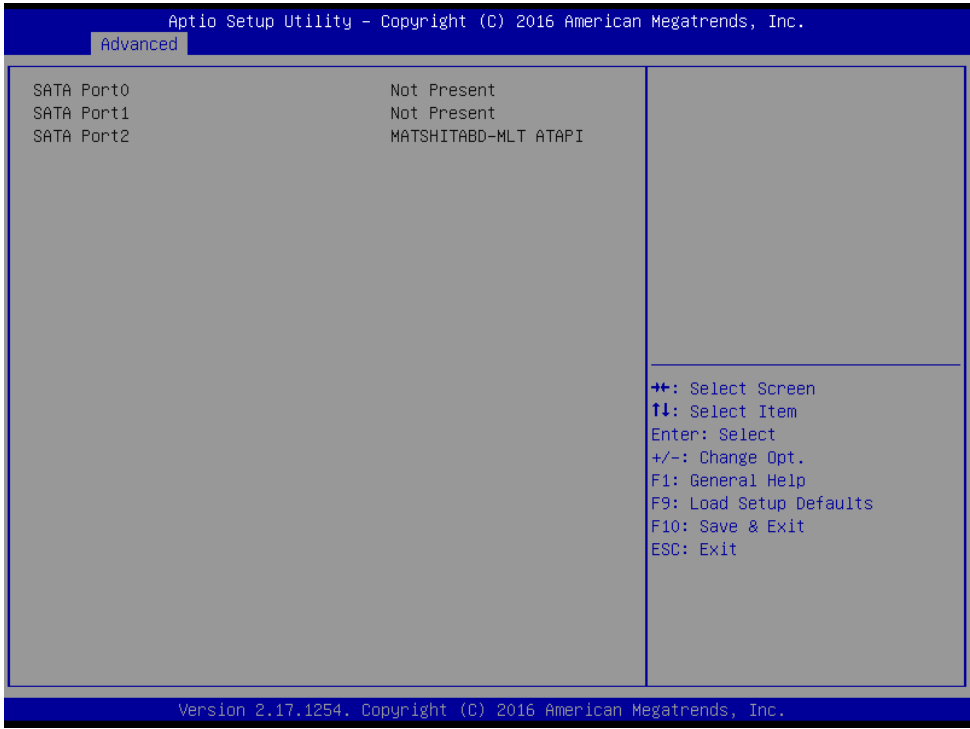 Aptio Setup Utility – Copyright (C) 2016 American Megatrends, Inc.
Advanced
SATA Port0 Not Present
SATA Port1 Not Present
SATA Port2 MATSHITABD-MLT ATAPI
→←: Select Screen
↑↓: Select Item
Enter: Select
+/-: Change Opt.
F1: General Help
F9: Load Setup Defaults
F10: Save & Exit
ESC: Exit
Version 2.17.1254. Copyright (C) 2016 American Megatrends, Inc.